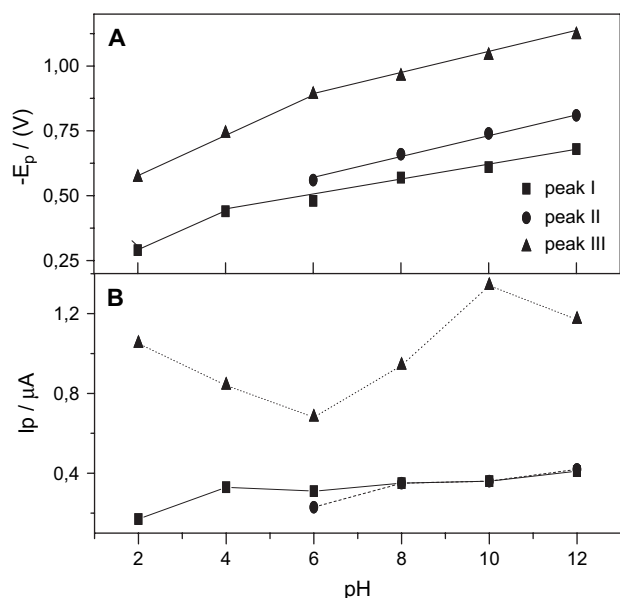 A
1,00
0,75
0,50
0,25
-Ep / (V)
peak I
peak II
peak III
B
1,2
0,8
0,4
Ip / μA
2 4 6 8 10 12
pH